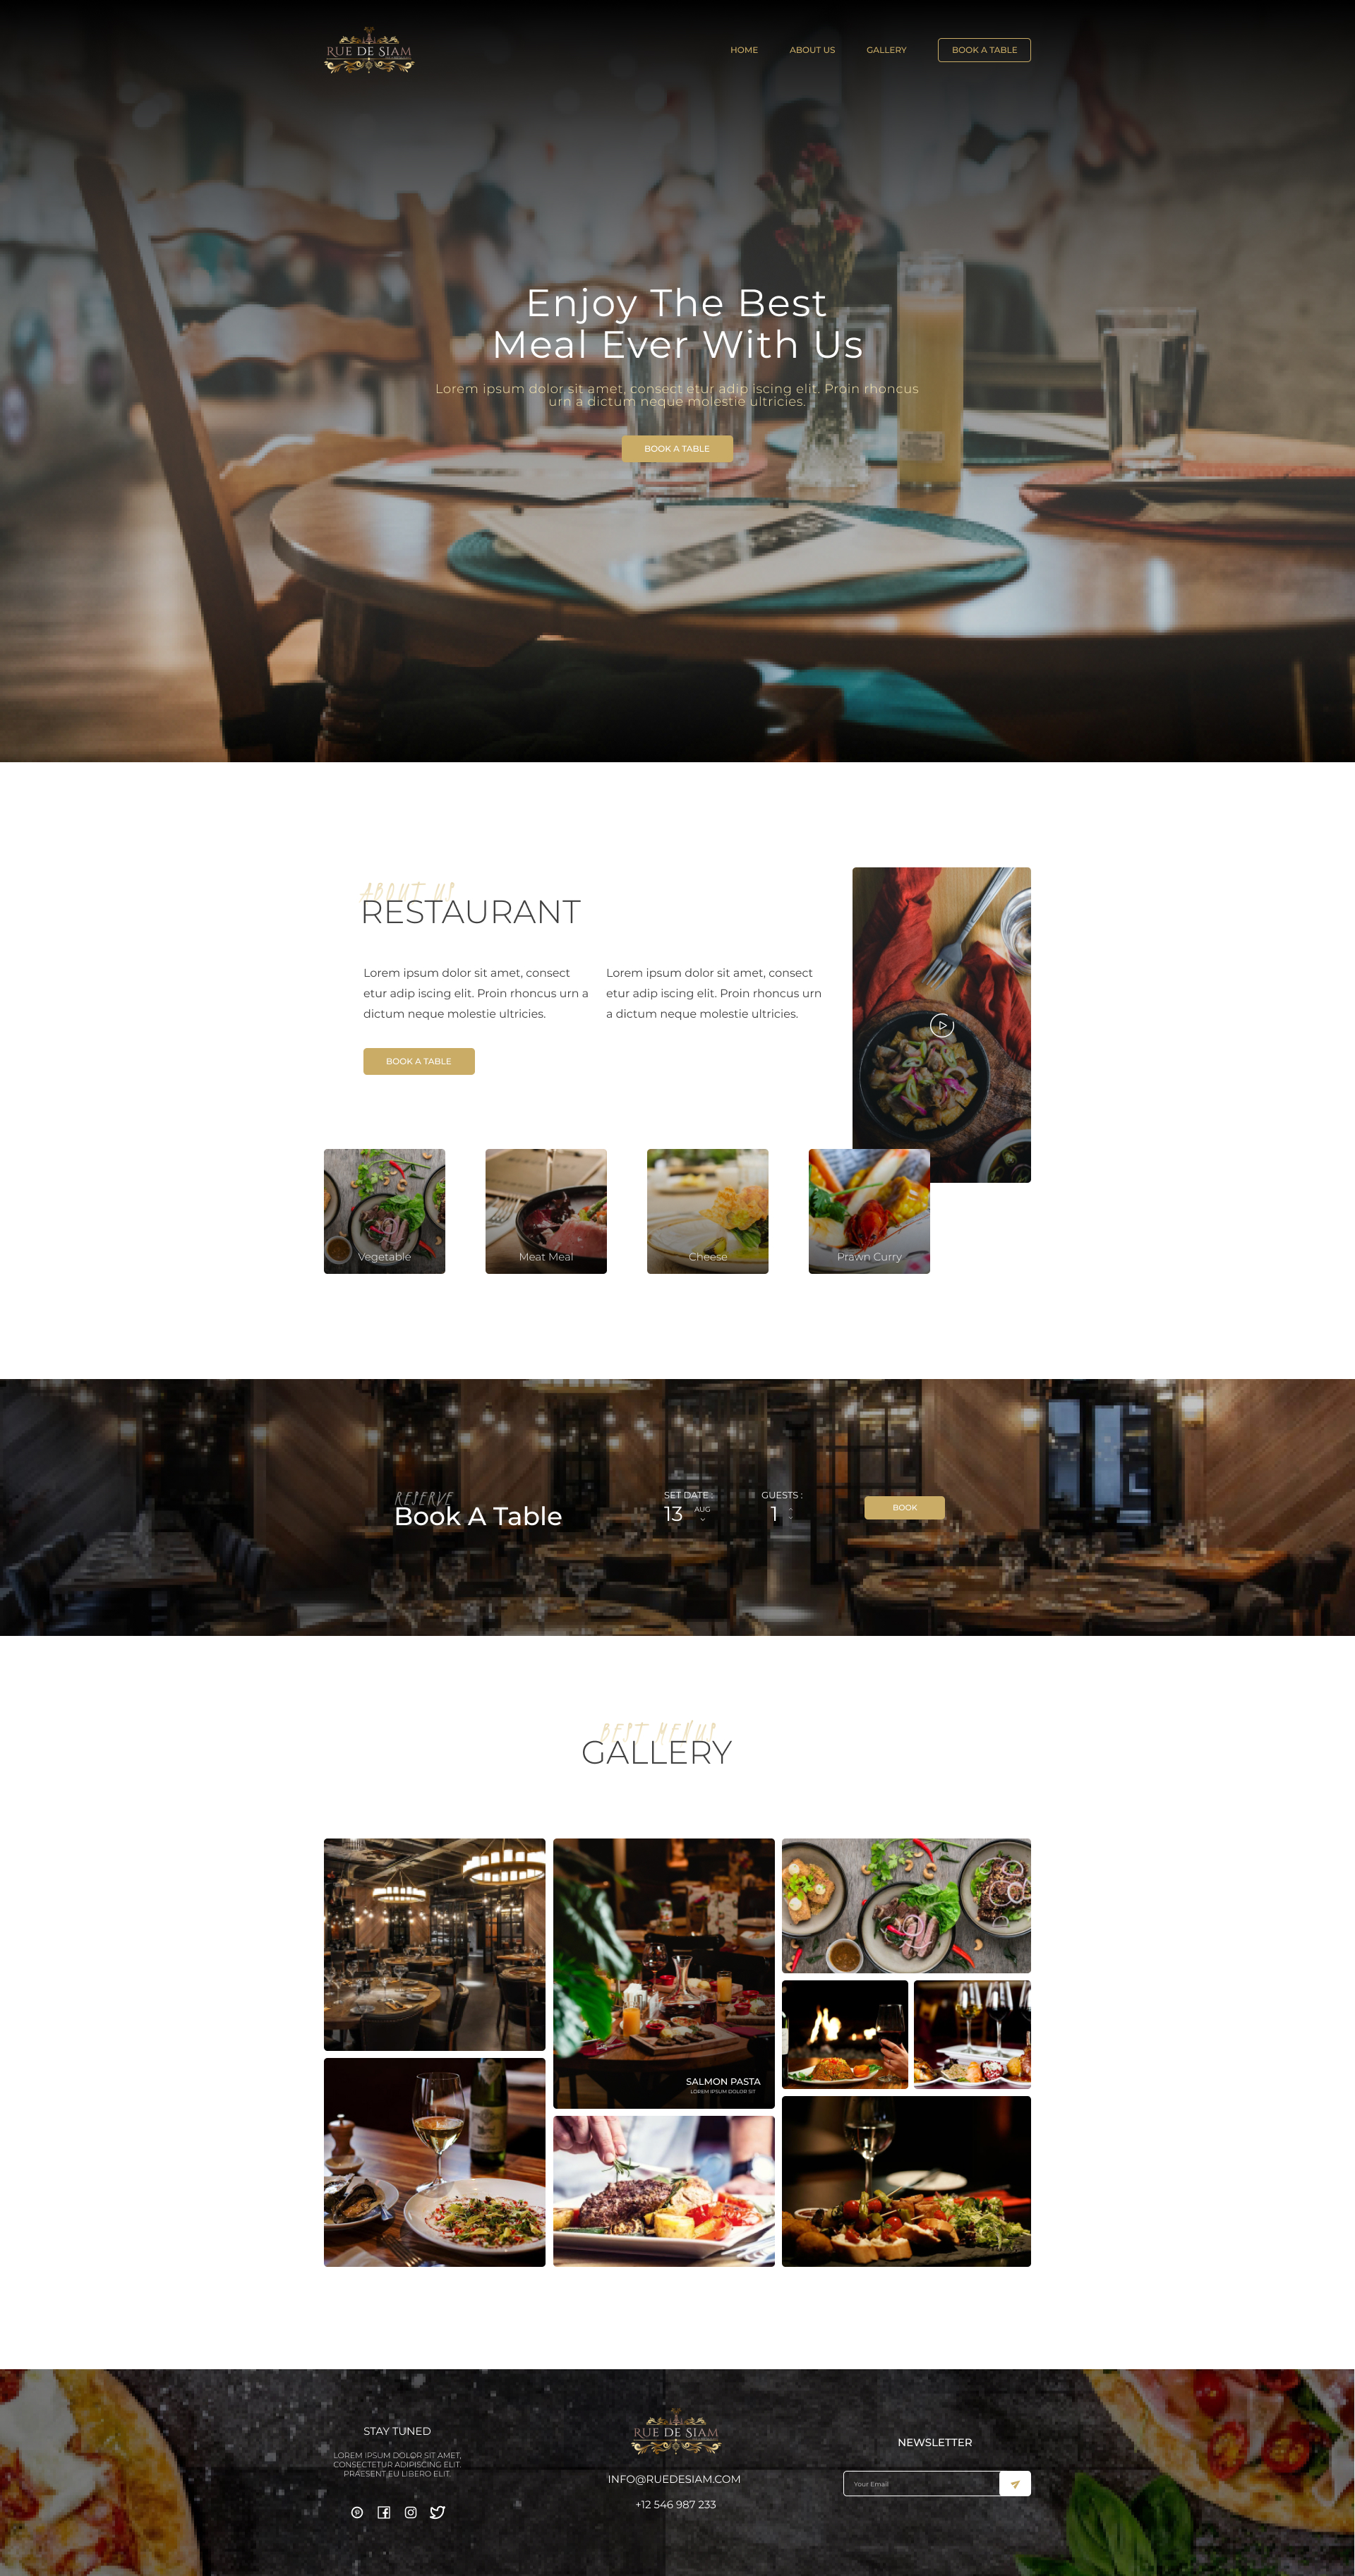 RUE DE SIAM
HOME
ABOUT US
GALLERY
BOOK A TABLE
Enjoy The Best
Meal Ever With Us
Lorem ipsum dolor sit amet, consect etur adip iscing elit. Proin rhoncus
urn a dictum neque molestie ultricies.
BOOK A TABLE
ABOUT US
RESTAURANT
Lorem ipsum dolor sit amet, consect
etur adip iscing elit. Proin rhoncus urn a
dictum neque molestie ultricies.
Lorem ipsum dolor sit amet, consect
etur adip iscing elit. Proin rhoncus urn
a dictum neque molestie ultricies.
BOOK A TABLE
Vegetable
Meat Meal
Cheese
Prawn Curry
RESERVE
Book A Table
SET DATE :
13
AUG
GUESTS :
1
BOOK
BEST MENUS
GALLERY
SALMON PASTA
LOREM IPSUM DOLOR SIT
STAY TUNED
LOREM IPSUM DOLOR SIT AMET,
CONSECTETUR ADIPISCING ELIT.
PRAESENT EU LIBERO ELIT.
RUE DE SIAM
INFO@RUEDESIAM.COM
+12 546 987 233
NEWSLETTER
Your Email